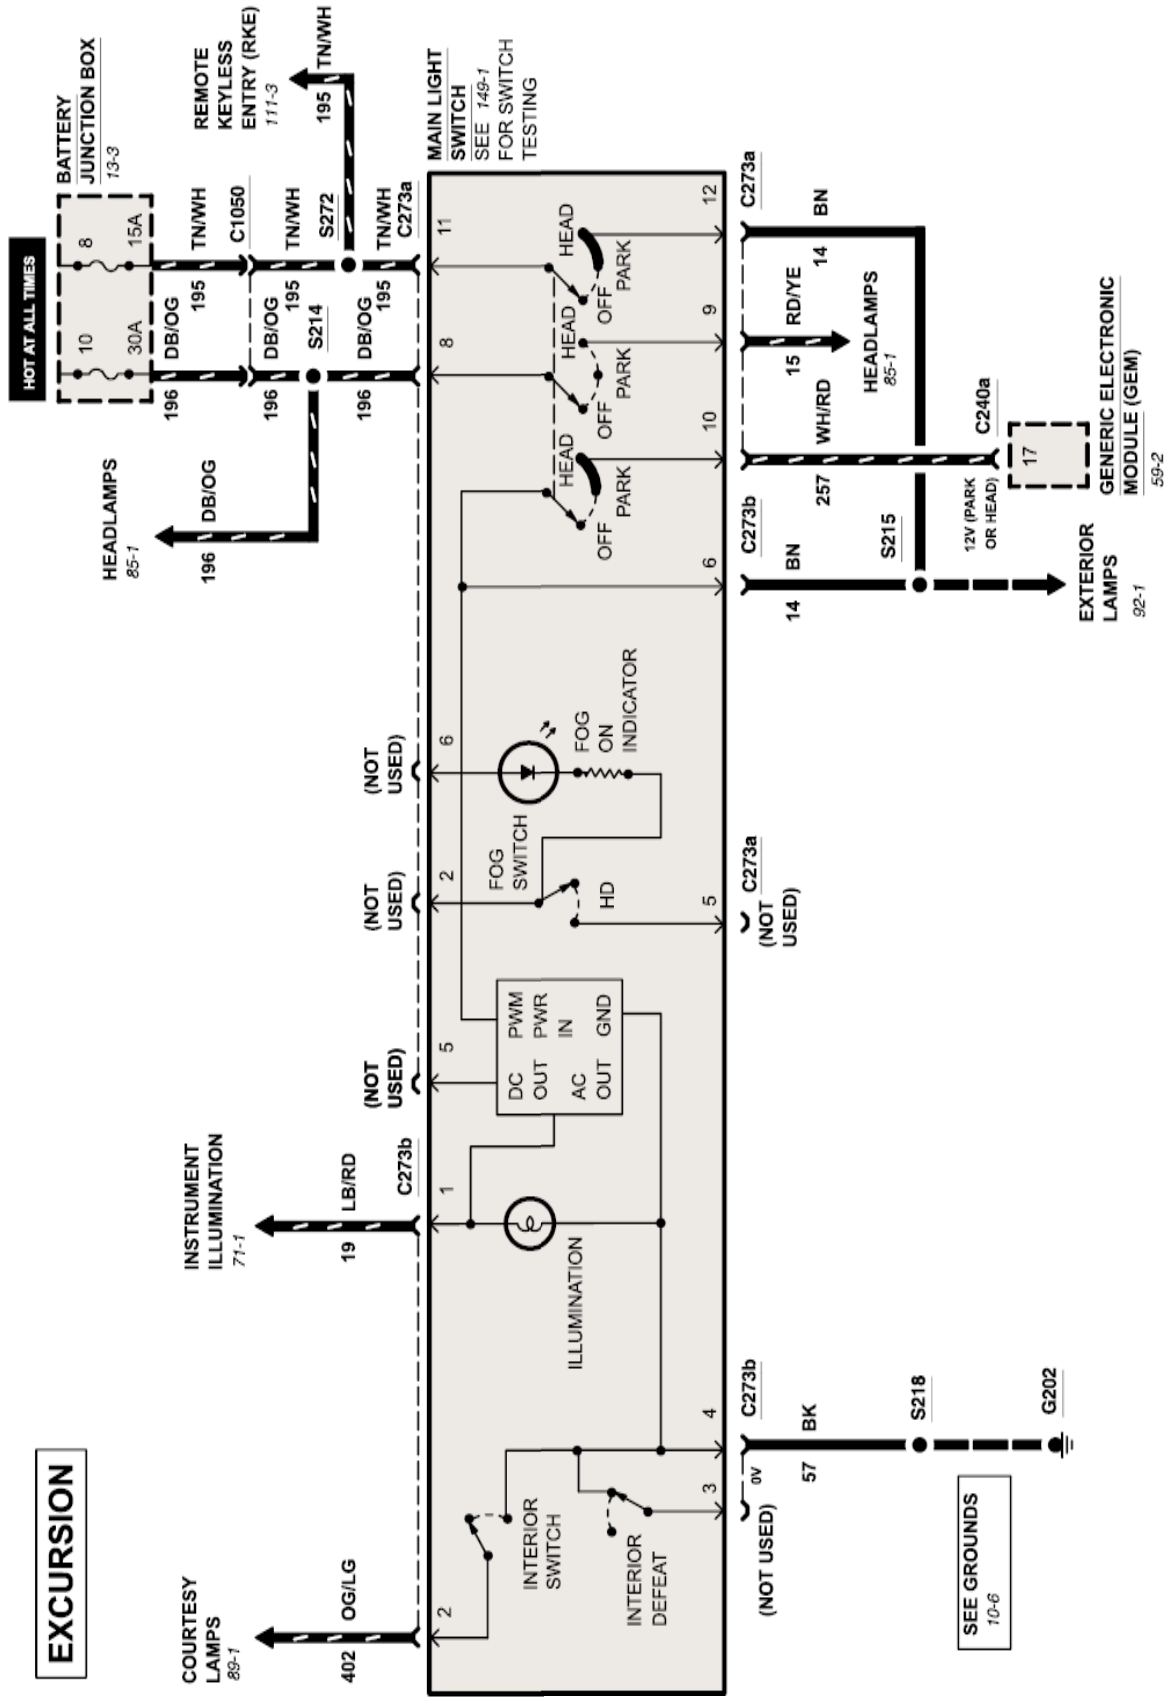 EXCURSION
HOT AT ALL TIMES
BATTERY
JUNCTION BOX
13-3
10
8
30A
15A
COURTESY
LAMPS
89-1
INSTRUMENT
ILLUMINATION
71-1
HEADLAMPS
85-1
196
DB/OG
196
DB/OG
195
TN/WH
C1050
REMOTE
KEYLESS
ENTRY (RKE)
111-3
196
DB/OG
195
TN/WH
S214
S272
195
TN/WH
402
OG/LG
19
LB/RD
196
DB/OG
195
TN/WH
C273b
(NOT
USED)
(NOT
USED)
(NOT
USED)
C273a
2
1
5
2
6
8
11
MAIN LIGHT
SWITCH
SEE 149-1
FOR SWITCH
TESTING
INTERIOR
SWITCH
INTERIOR
DEFEAT
ILLUMINATION
DC
OUT
PWM
PWR
IN
AC
OUT
GND
FOG
SWITCH
HD
FOG
ON
INDICATOR
OFF
PARK
HEAD
OFF
PARK
HEAD
OFF
PARK
HEAD
3
4
5
6
10
9
12
(NOT USED)
0V
C273b
C273a
(NOT
USED)
C273b
C273a
57
BK
14
BN
257
WH/RD
15
RD/YE
14
BN
HEADLAMPS
85-1
S218
S215
SEE GROUNDS
10-6
G202
12V (PARK
OR HEAD)
C240a
17
EXTERIOR
LAMPS
92-1
GENERIC ELECTRONIC
MODULE (GEM)
59-2